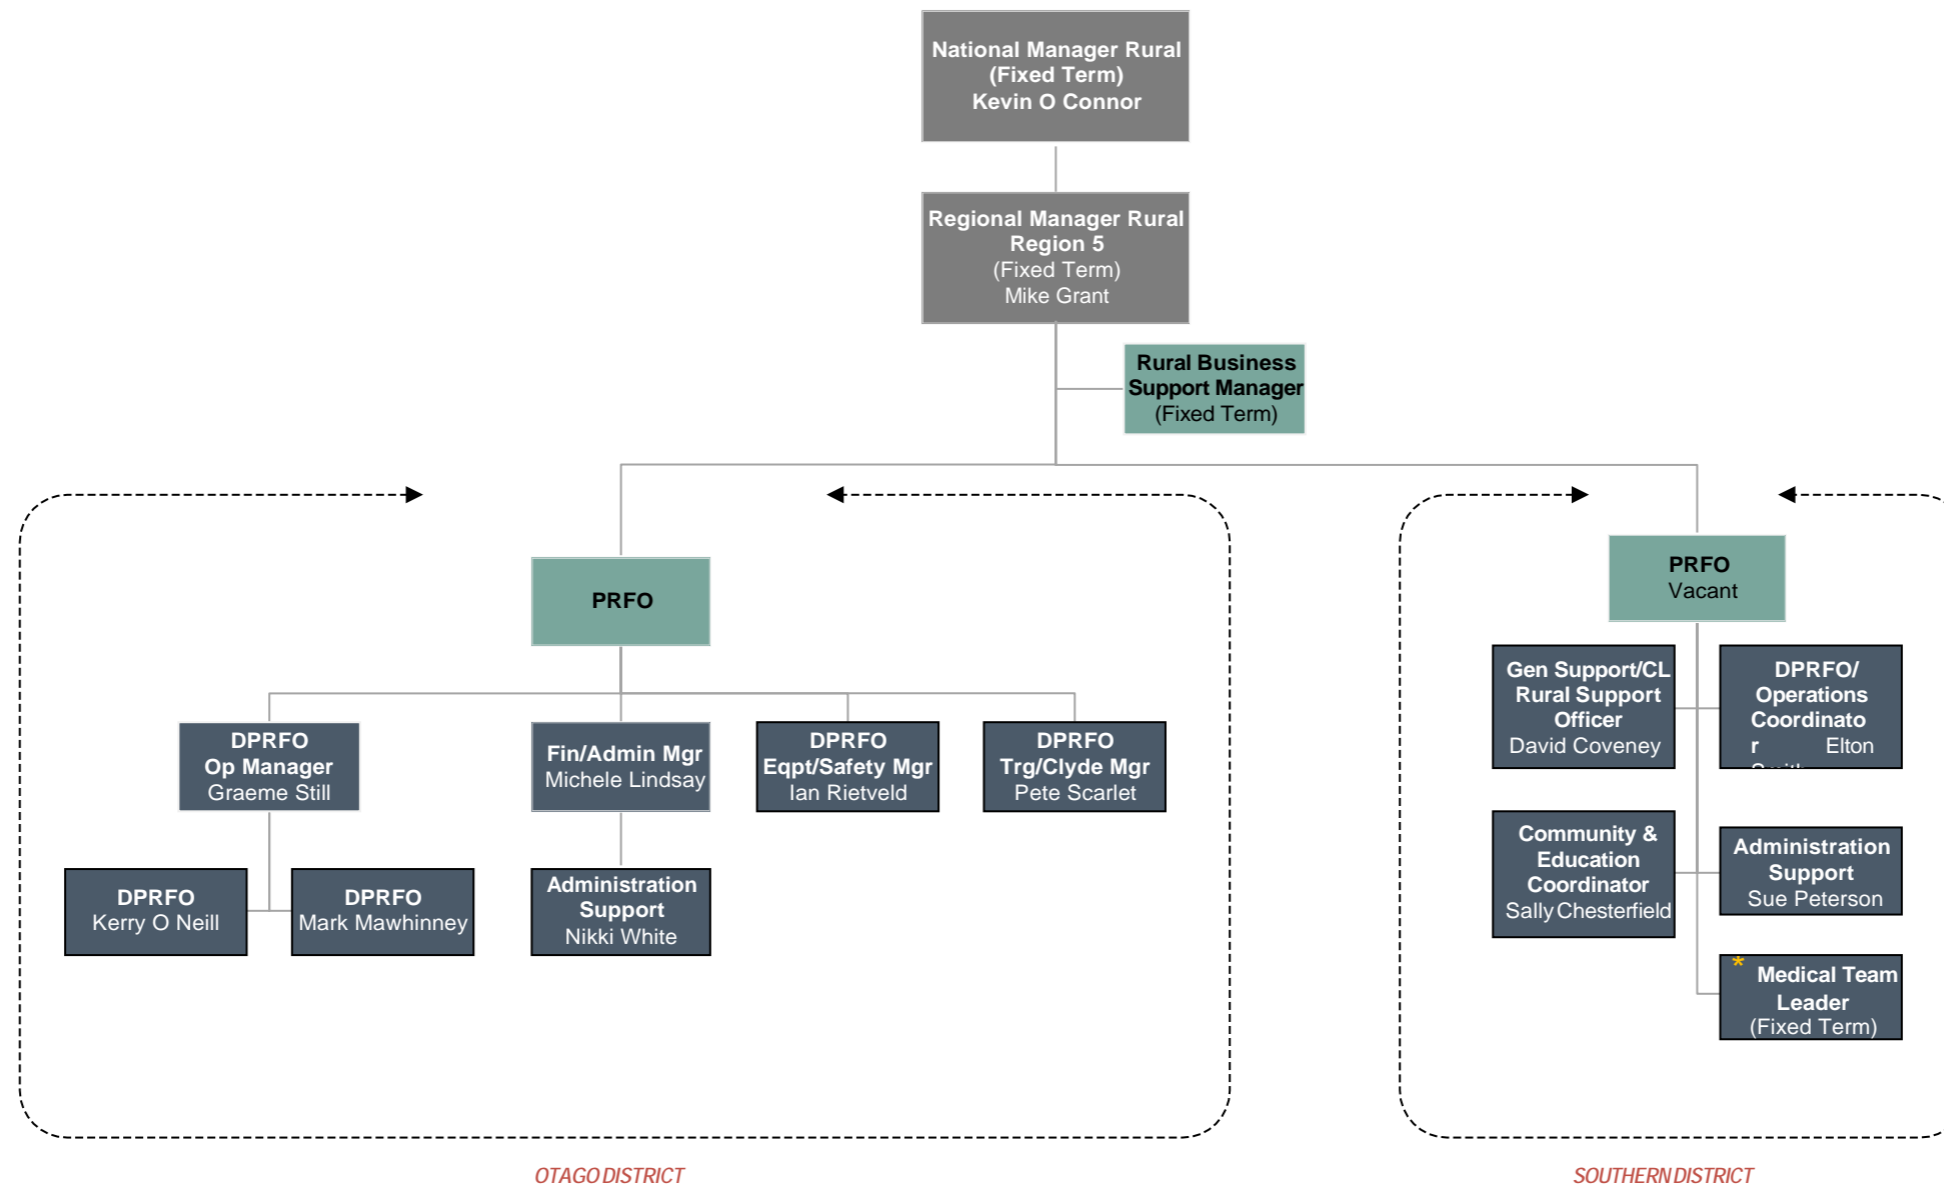 National Manager Rural
(Fixed Term)
Kevin O Connor
Regional Manager Rural
Region 5
(Fixed Term)
Mike Grant
Rural Business
Support Manager
(Fixed Term)
PRFO
DPRFO
Op Manager
Graeme Still
Fin/Admin Mgr
Michele Lindsay
DPRFO
Eqpt/Safety Mgr
Ian Rietveld
DPRFO
Trg/Clyde Mgr
Pete Scarlet
DPRFO
Kerry O Neill
DPRFO
Mark Mawhinney
Administration
Support
Nikki White
OTAGO DISTRICT
PRFO
Vacant
Gen Support/CL
Rural Support
Officer
David Coveney
DPRFO/
Operations
Coordinato
r Elton
Community &
Education
Coordinator
Sally Chesterfield
Administration
Support
Sue Peterson
* Medical Team
Leader
(Fixed Term)
SOUTHERN DISTRICT